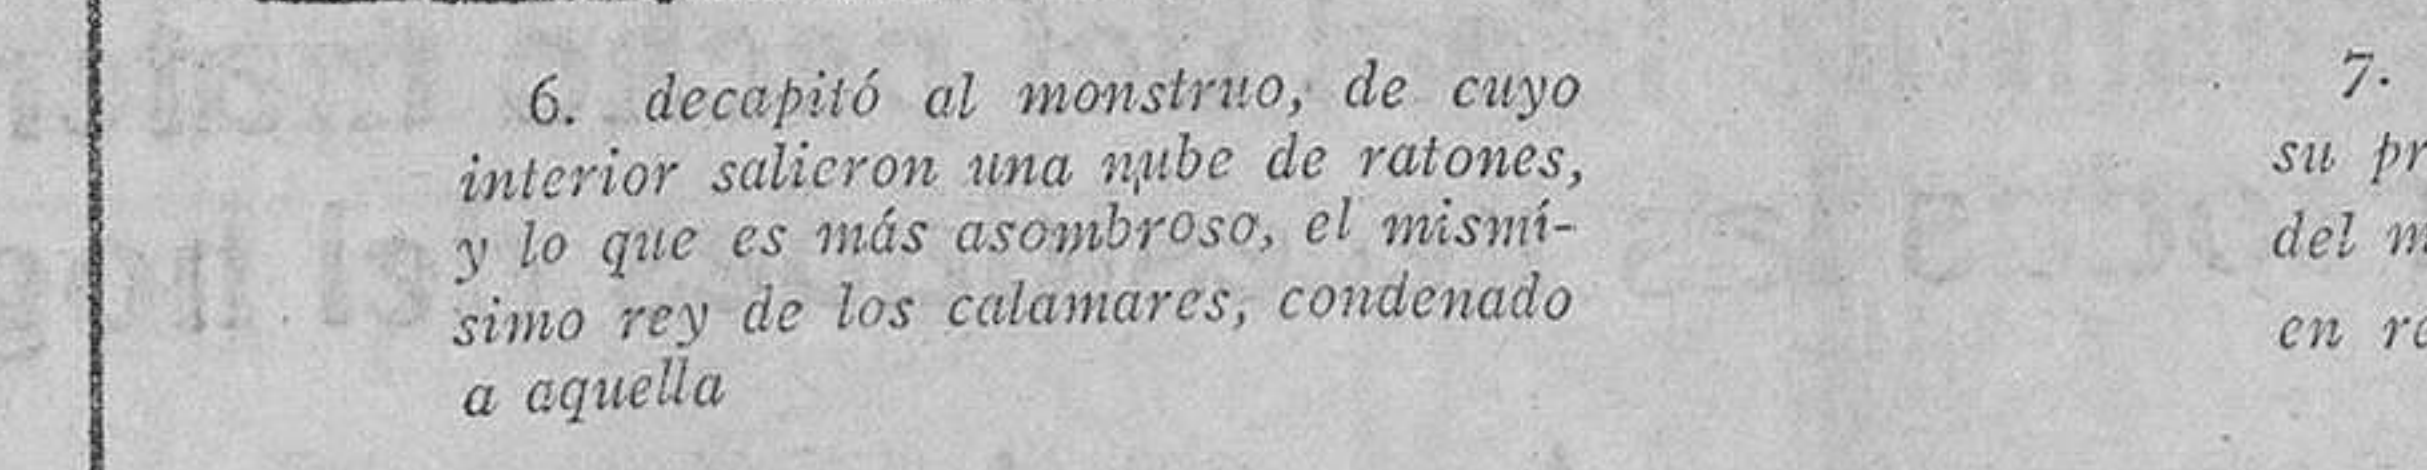 6. decapitó al monstruo, de cuyo
interior salieron una nube de ratones,
y lo que es más asombroso, el mismí-
simo rey de los calamares, condenado
a aquella
7.
su
del
en